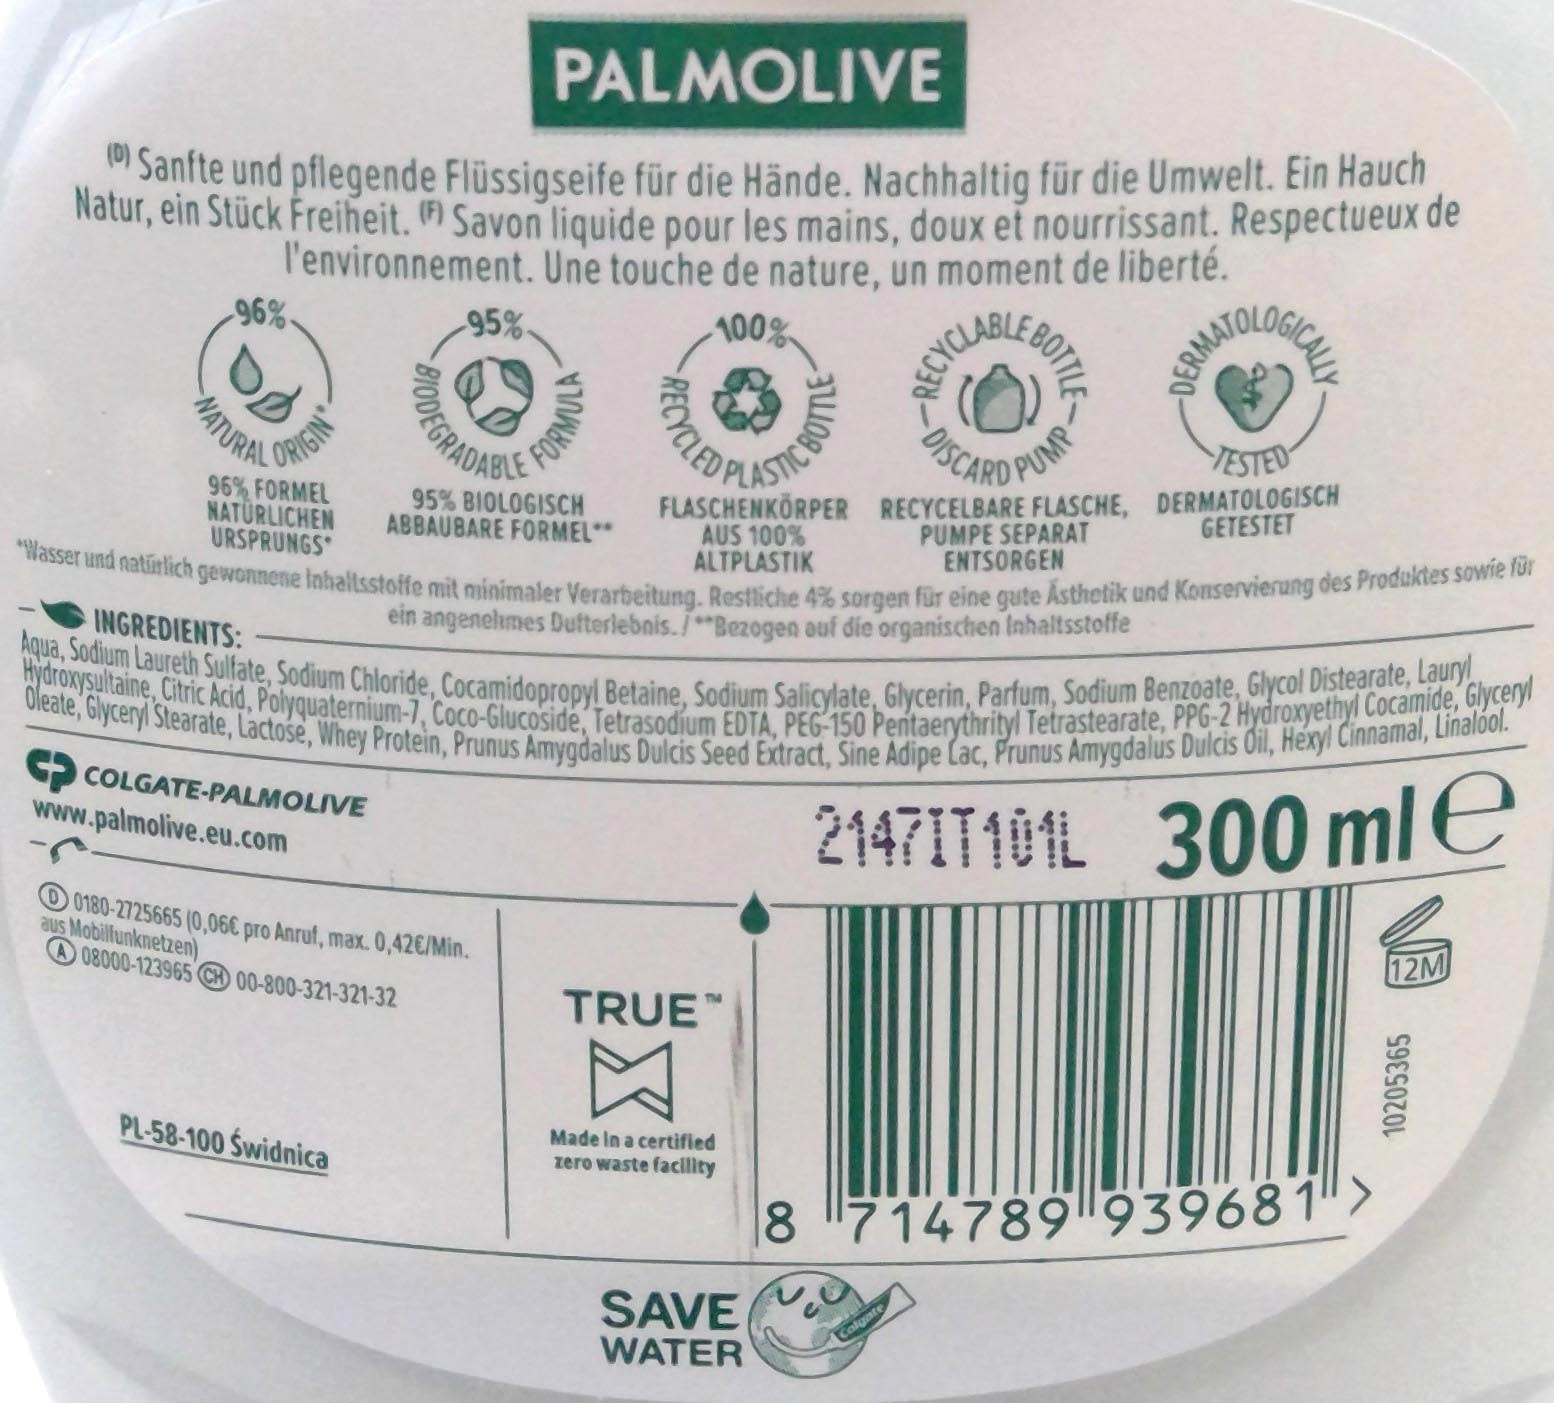 PALMOLIVE
(D) Sanfte und pflegende Flüssigseife für die Hände. Nachhaltig für die Umwelt. Ein Hauch
Natur, ein Stück Freiheit. (F) Savon liquide pour les mains, doux et nourrissant. Respectueux de
l'environnement. Une touche de nature, un moment de liberté.
96%
NATURAL ORIGIN*
95%
BIODEGRADABLE FORMULA
100%
RECYCLED PLASTIC BOTTLE
RECYCLABLE BOTTLE
DISCARD PUMP
DERMATOLOGICALLY
TESTED
96% FORMEL
NATÜRLICHEN
URSPRUNGS*
95% BIOLOGISCH
ABBAUBARE FORMEL**
FLASCHENKÖRPER
AUS 100%
ALTPLASTIK
RECYCELBARE FLASCHE,
PUMPE SEPARAT
ENTSORGEN
DERMATOLOGISCH
GETESTET
*Wasser und natürlich gewonnene Inhaltsstoffe mit minimaler Verarbeitung. Restliche 4% sorgen für eine gute Ästhetik und Konservierung des Produktes sowie für
ein angenehmes Dufterlebnis. / **Bezogen auf die organischen Inhaltsstoffe
INGREDIENTS:
Aqua, Sodium Laureth Sulfate, Sodium Chloride, Cocamidopropyl Betaine, Sodium Salicylate, Glycerin, Parfum, Sodium Benzoate, Glycol Distearate, Lauryl
Hydroxysultaine, Citric Acid, Polyquaternium-7, Coco-Glucoside, Tetrasodium EDTA, PEG-150 Pentaerythrityl Tetrastearate, PPG-2 Hydroxyethyl Cocamide, Glyceryl
Oleate, Glyceryl Stearate, Lactose, Whey Protein, Prunus Amygdalus Dulcis Seed Extract, Sine Adipe Lac, Prunus Amygdalus Dulcis Oil, Hexyl Cinnamal, Linalool.
CP COLGATE-PALMOLIVE
www.palmolive.eu.com
2147IT101L
300 ml e
(D) 0180-2725665 (0,06€ pro Anruf, max. 0,42€/Min.
aus Mobilfunknetzen)
(A) 08000-123965 (CH) 00-800-321-321-32
PL-58-100 Świdnica
TRUE™
Made in a certified
zero waste facility
12M
10205365
8 714789 939681 >
SAVE
WATER
Colgate